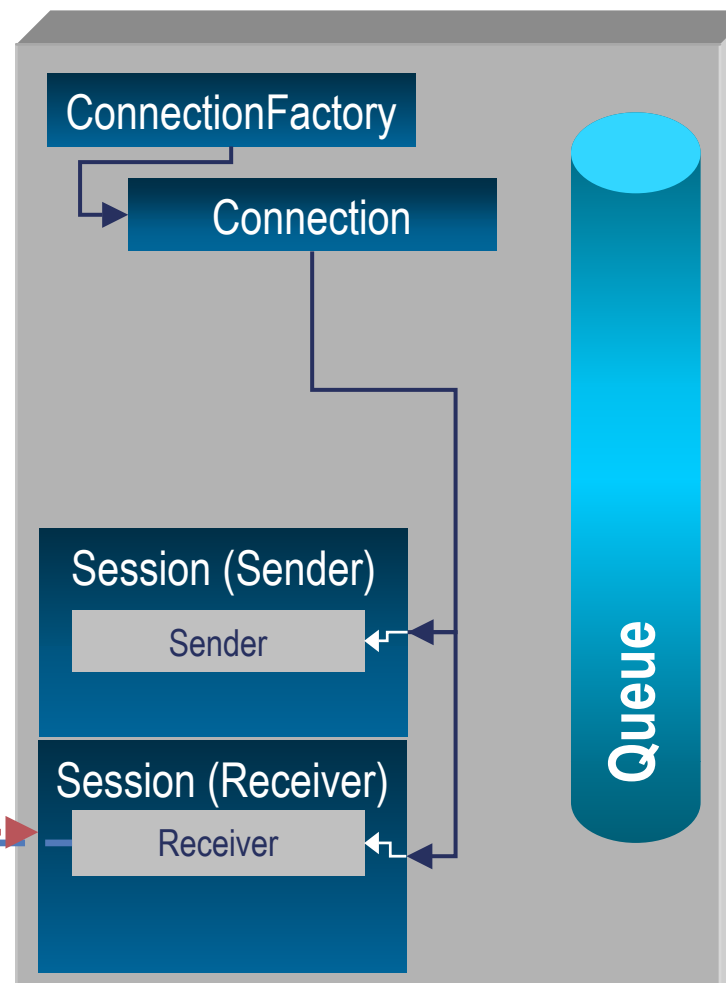 ConnectionFactory
Connection
Session (Sender)
Sender
Session (Receiver)
Receiver
Queue